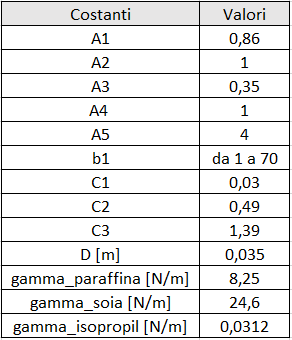 Costanti Valori
A1 0,86
A2 1
A3 0,35
A4 1
A5 4
b1 da 1 a 70
C1 0,03
C2 0,49
C3 1,39
D [m] 0,035
gamma_paraffina [N/m] 8,25
gamma_soia [N/m] 24,6
gamma_isopropil [N/m] 0,0312